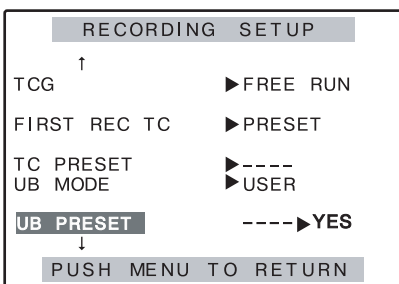 RECORDING SETUP
↑
TCG ▶FREE RUN
FIRST REC TC ▶PRESET
TC PRESET ▶----
UB MODE ▶USER
UB PRESET ----▶YES
↓
PUSH MENU TO RETURN